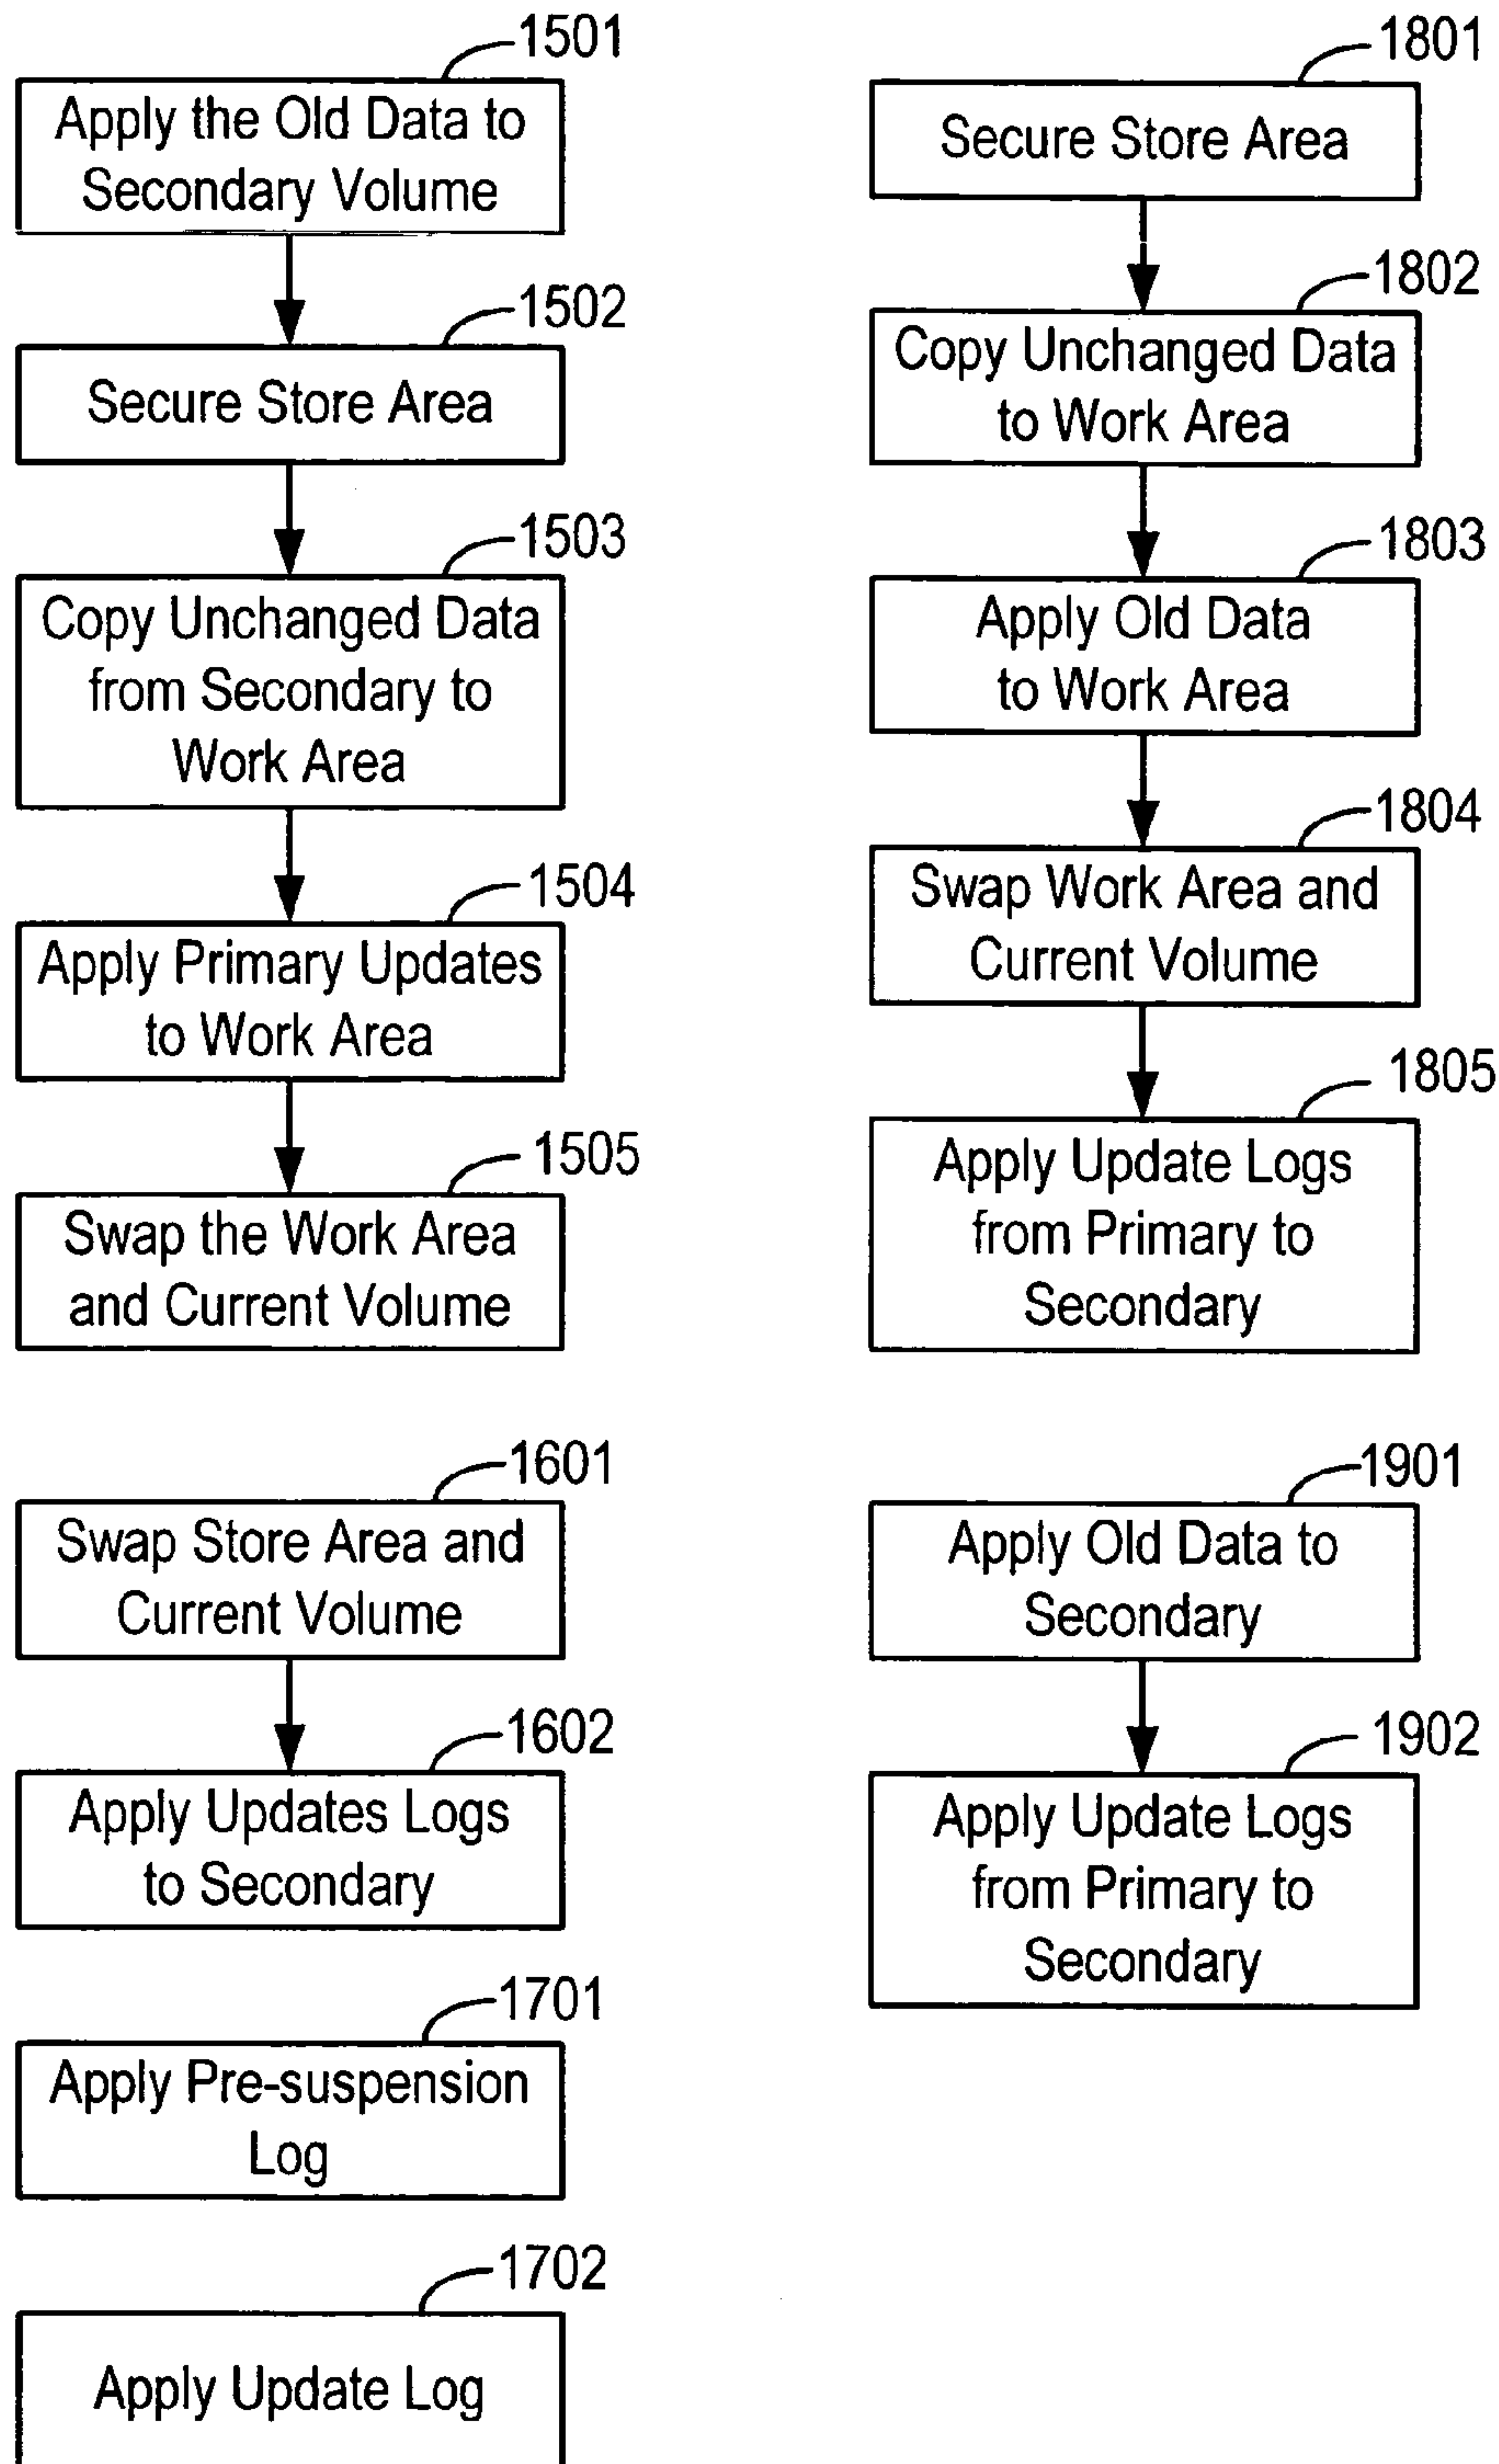 1501
Apply the Old Data to
Secondary Volume
1502
Secure Store Area
1503
Copy Unchanged Data
from Secondary to
Work Area
1504
Apply Primary Updates
to Work Area
1505
Swap the Work Area
and Current Volume
1601
Swap Store Area and
Current Volume
1602
Apply Updates Logs
to Secondary
1701
Apply Pre-suspension
Log
1702
Apply Update Log
1801
Secure Store Area
1802
Copy Unchanged Data
to Work Area
1803
Apply Old Data
to Work Area
1804
Swap Work Area and
Current Volume
1805
Apply Update Logs
from Primary to
Secondary
1901
Apply Old Data to
Secondary
1902
Apply Update Logs
from Primary to
Secondary